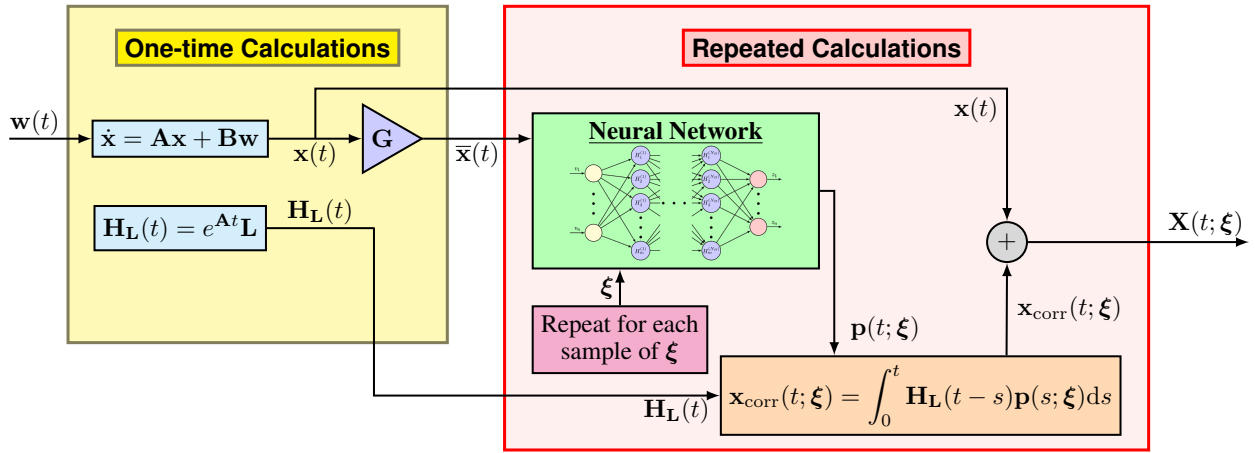 One-time Calculations
Repeated Calculations
w(t)
ẋ = Ax + Bw
x(t)
G
x̅(t)
Neural Network
x(t)
H_L(t) = e^{At}L
H_L(t)
ξ
Repeat for each
sample of ξ
p(t; ξ)
+
X(t; ξ)
x_corr(t; ξ)
H_L(t)
x_corr(t; ξ) = ∫_0^t H_L(t − s)p(s; ξ)ds